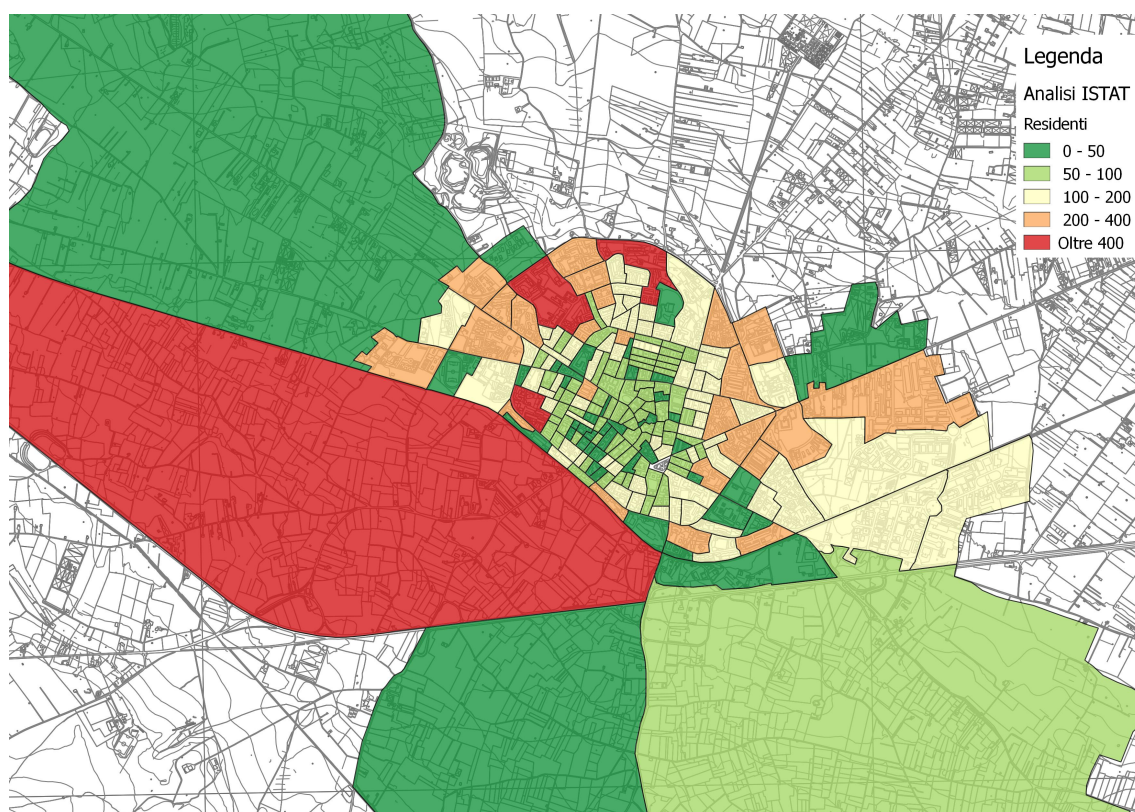 Legenda
Analisi ISTAT
Residenti
0 - 50
50 - 100
100 - 200
200 - 400
Oltre 400